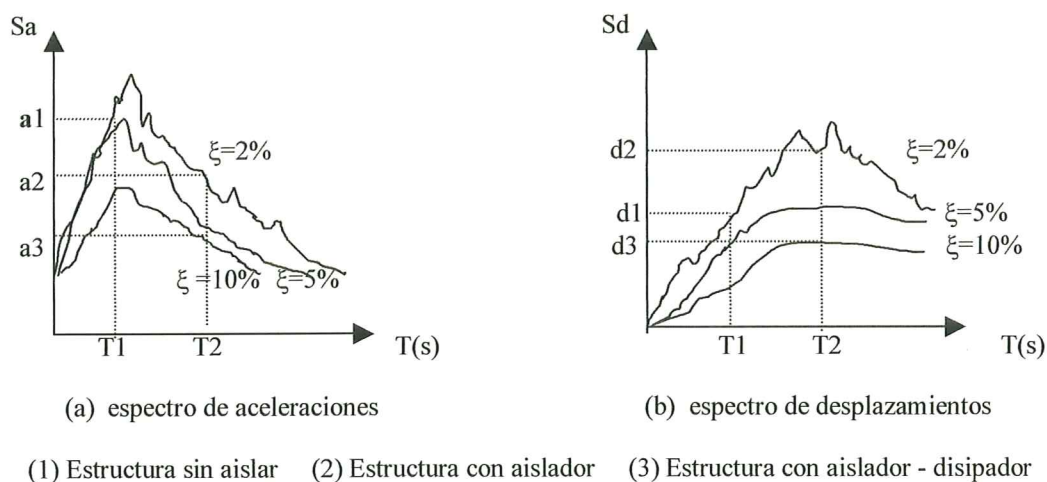 Sa
a1
a2
a3
ξ=2%
ξ=10%
ξ=5%
T1
T2
T(s)
(a) espectro de aceleraciones
Sd
d2
d1
d3
ξ=2%
ξ=5%
ξ=10%
T1
T2
T(s)
(b) espectro de desplazamientos
(1) Estructura sin aislar (2) Estructura con aislador (3) Estructura con aislador - disipador